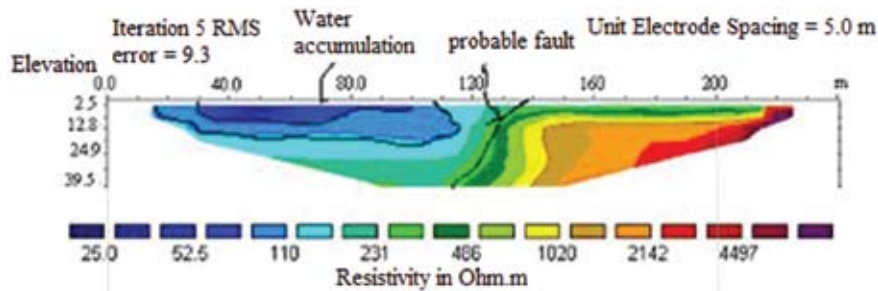 Iteration 5 RMS
error = 9.3
Water
accumulation
probable fault
Unit Electrode Spacing = 5.0 m
Elevation
0.0 40.0 80.0 120 160 200 m
2.5
12.8
24.9
39.5
25.0 52.5 110 231 486 1020 2142 4497
Resistivity in Ohm.m